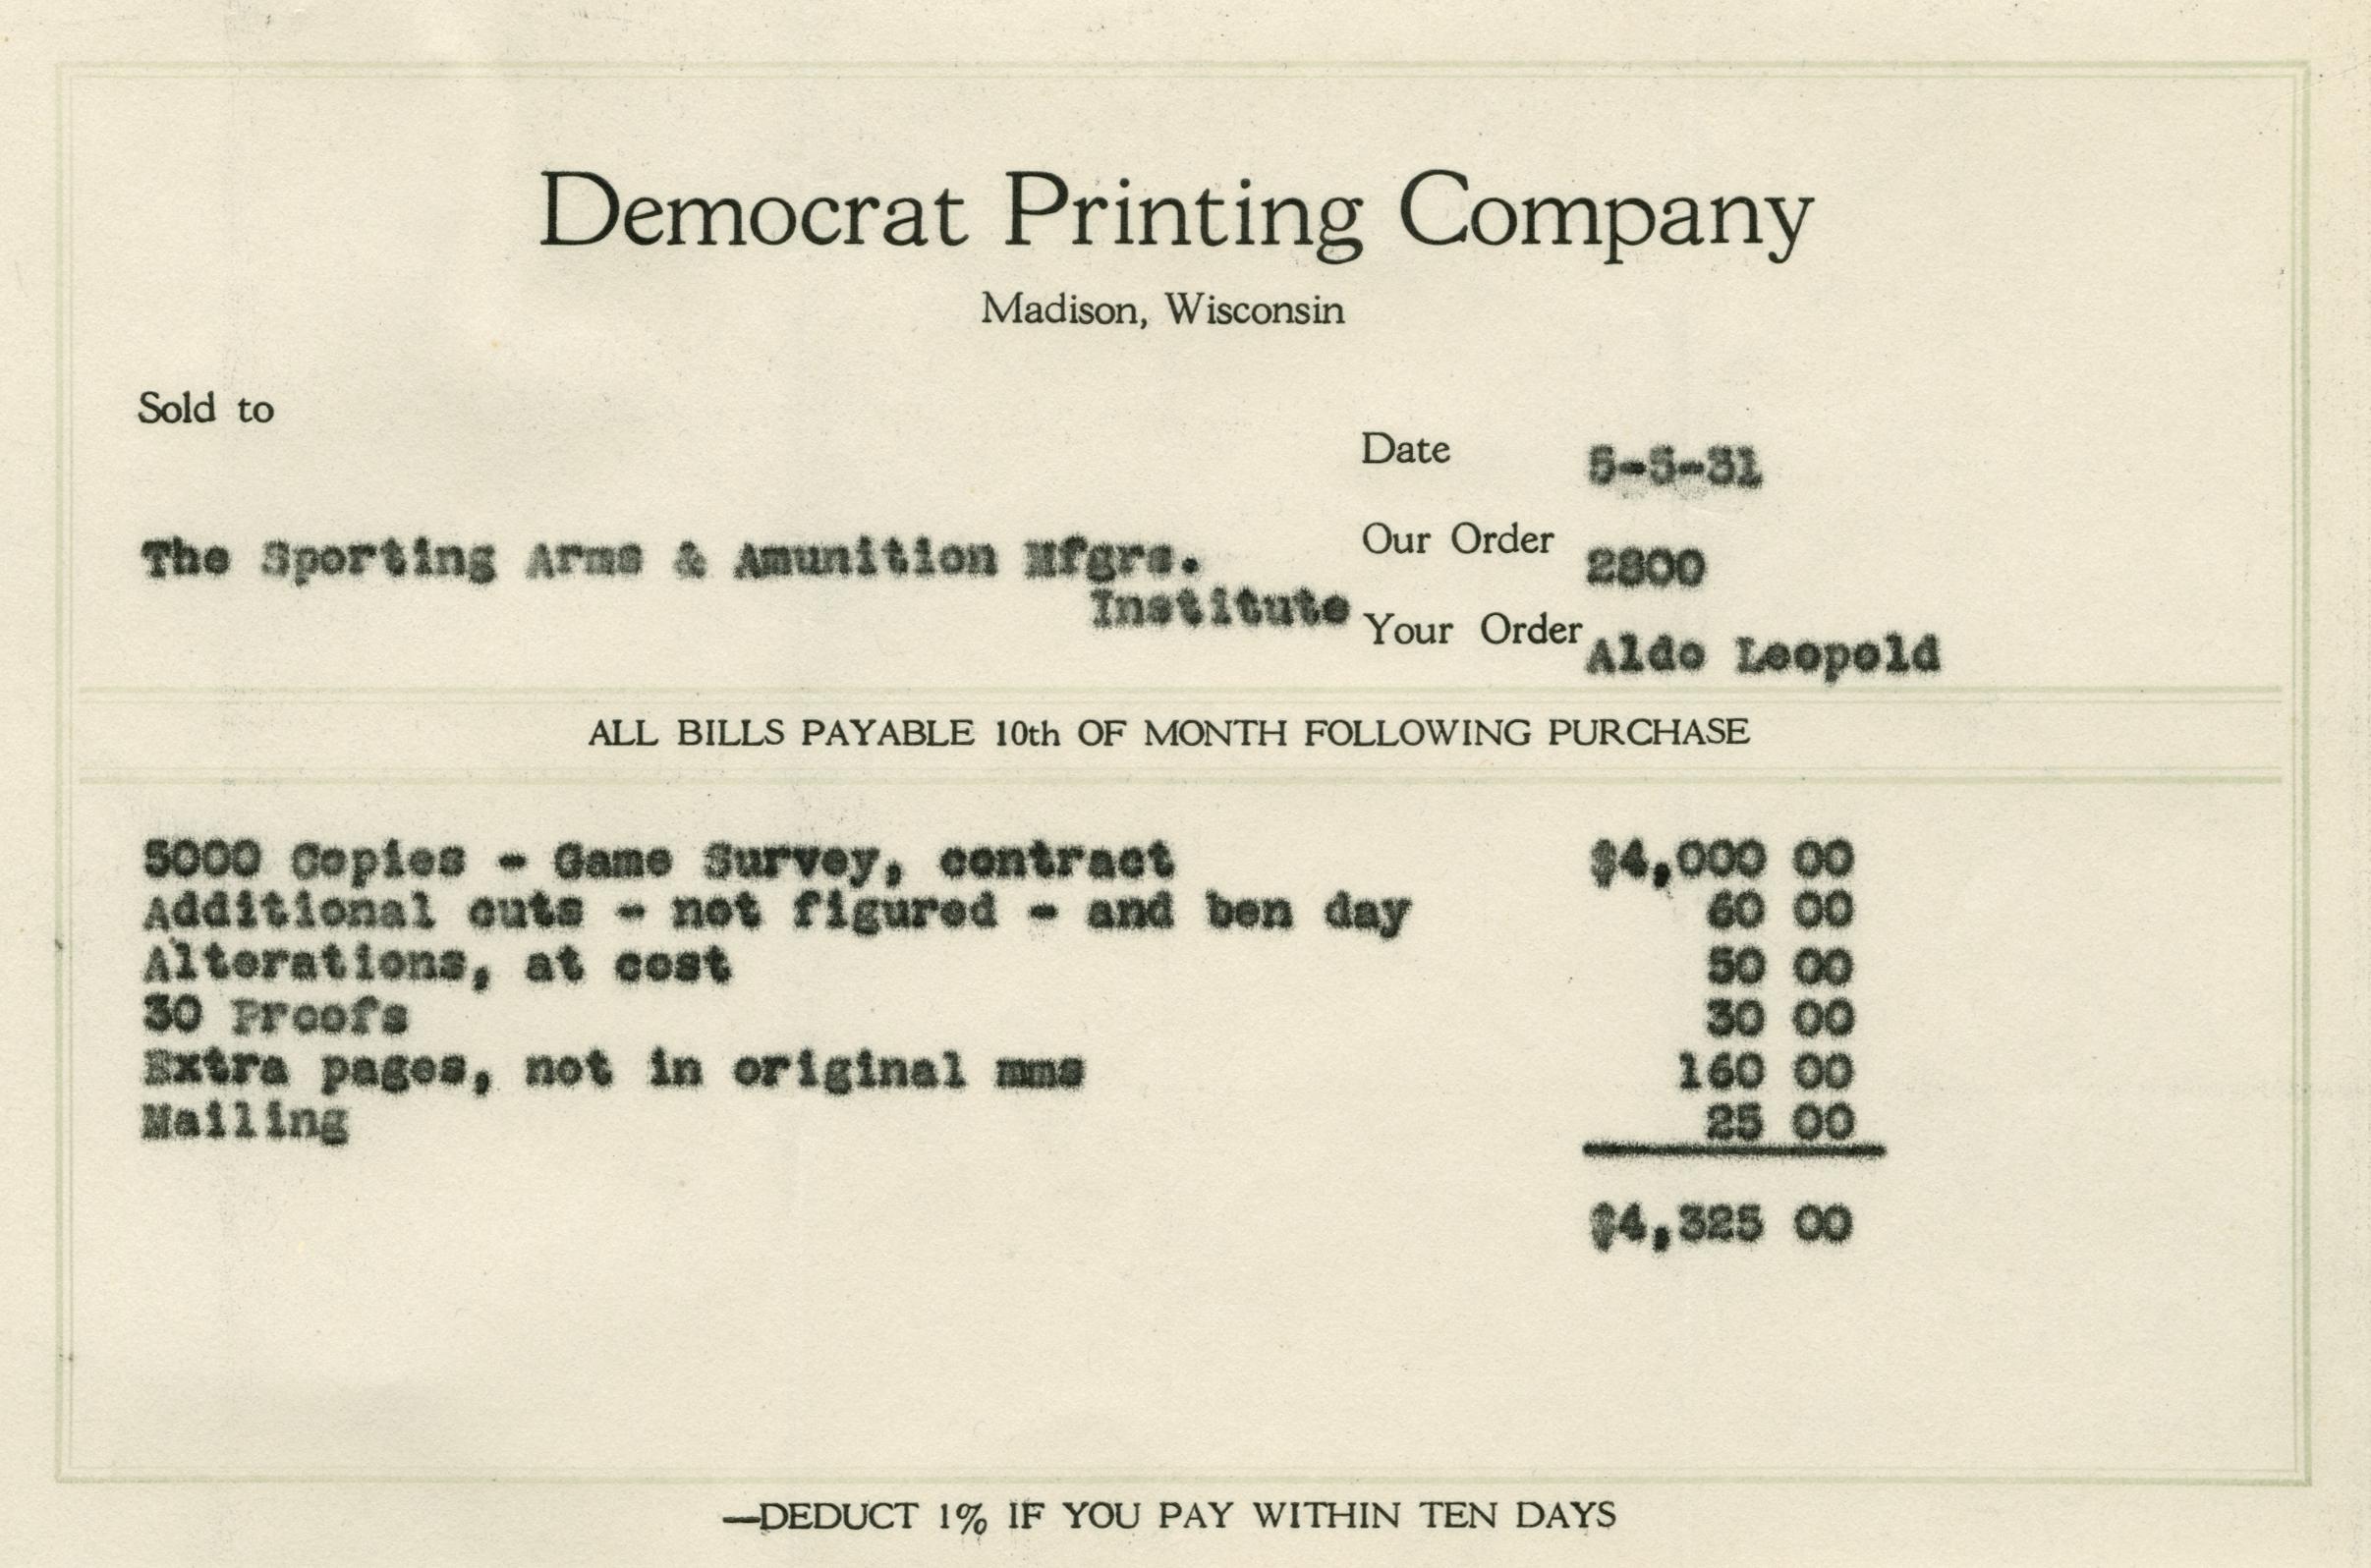 Democrat Printing Company
Madison, Wisconsin
Sold to
Date 5-5-31
The Sporting Arms & Amunition Mfgrs.
Institute
Our Order 2800
Your Order Aldo Leopold
ALL BILLS PAYABLE 10th OF MONTH FOLLOWING PURCHASE
5000 Copies - Game Survey, contract $4,000 00
Additional cuts - not figured - and ben day 60 00
Alterations, at cost 50 00
30 Proofs 30 00
Extra pages, not in original mms 160 00
Mailing 25 00
$4,325 00
—DEDUCT 1% IF YOU PAY WITHIN TEN DAYS